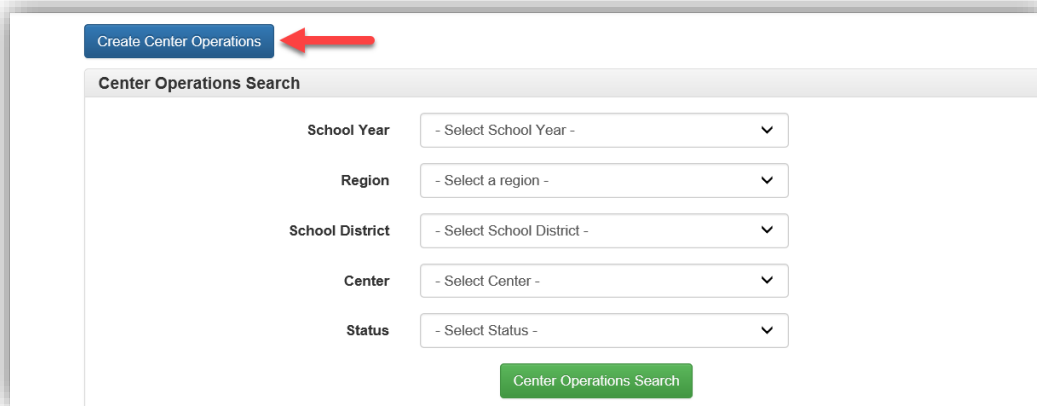 Create Center Operations
Center Operations Search
School Year - Select School Year -
Region - Select a region -
School District - Select School District -
Center - Select Center -
Status - Select Status -
Center Operations Search